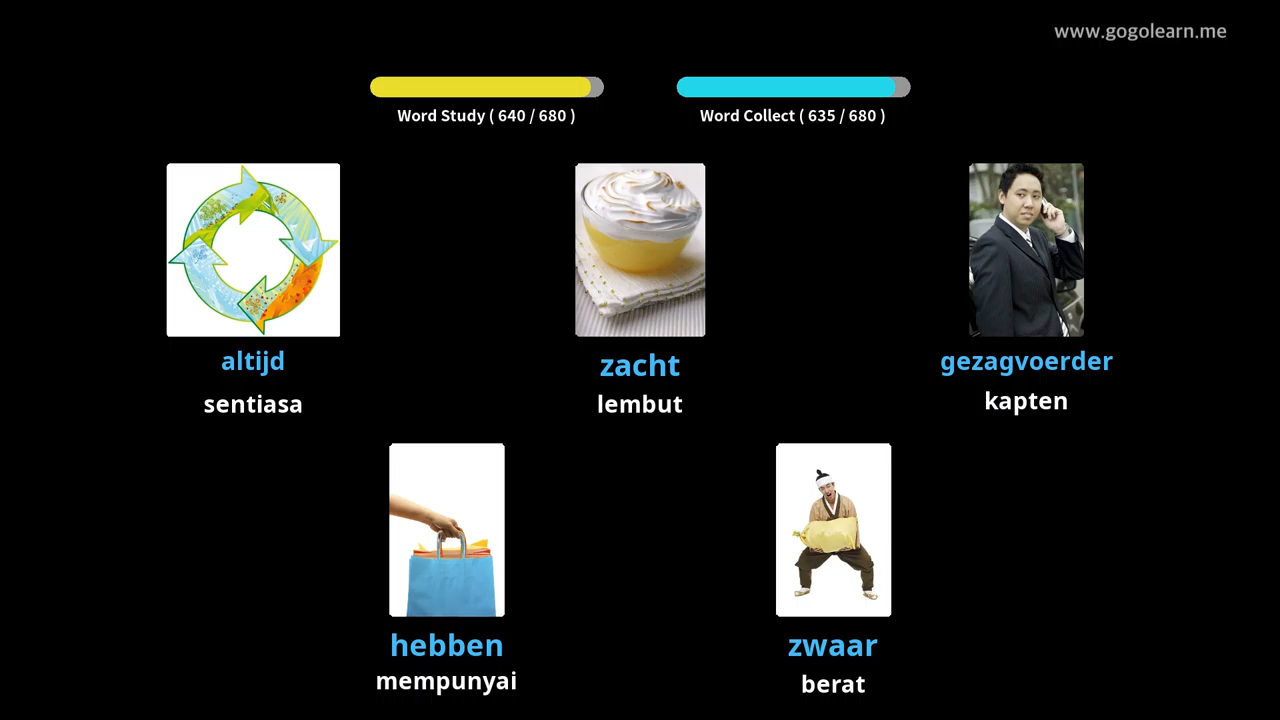 www.gogolearn.me
Word Study ( 640 / 680 )
Word Collect ( 635 / 680 )
altijd
sentiasa
zacht
lembut
gezagvoerder
kapten
hebben
mempunyai
zwaar
berat